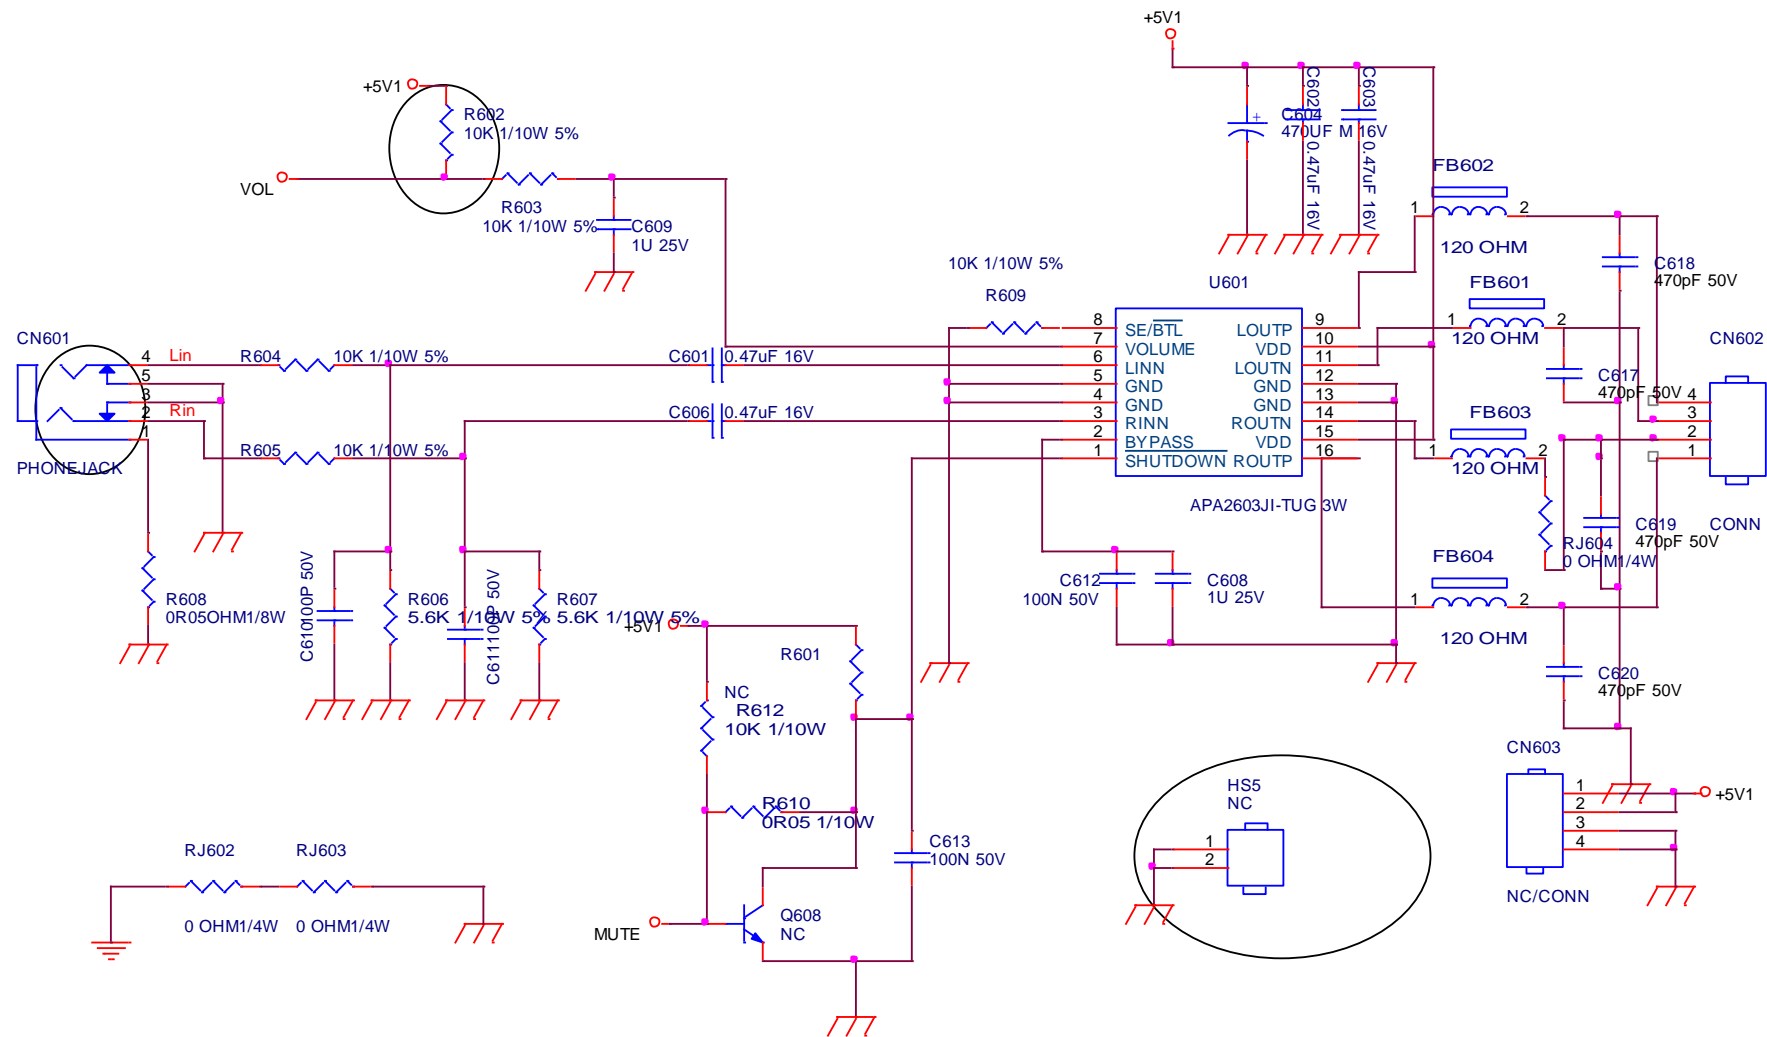 +5V1
+5V1
R602
10K 1/10W 5%
VOL
R603
10K 1/10W 5%
C609
1U 25V
C602
0.47uF 16V
C603
0.47uF 16V
C604
470UF M 16V
FB602
1
2
120 OHM
C618
470pF 50V
10K 1/10W 5%
R609
U601
8
7
6
5
4
3
2
1
SE/BTL
VOLUME
LINN
GND
GND
RINN
BYPASS
SHUTDOWN
LOUTP
VDD
LOUTN
GND
GND
ROUTN
VDD
ROUTP
9
10
11
12
13
14
15
16
APA2603JI-TUG 3W
FB601
1
2
120 OHM
C617
470pF 50V
CN602
4
3
2
1
CONN
FB603
1
2
120 OHM
C619
470pF 50V
RJ604
0 OHM1/4W
FB604
1
2
120 OHM
C620
470pF 50V
CN601
4
5
3
2
1
Lin
Rin
PHONEJACK
R604
10K 1/10W 5%
R605
10K 1/10W 5%
C601
0.47uF 16V
C606
0.47uF 16V
R608
0R05OHM1/8W
C610
100P 50V
R606
5.6K 1/10W 5%
C611
100P 50V
R607
5.6K 1/10W 5%
C612
100N 50V
C608
1U 25V
+5V1
R601
NC
R612
10K 1/10W
R610
0R05 1/10W
C613
100N 50V
MUTE
Q608
NC
RJ602
0 OHM1/4W
RJ603
0 OHM1/4W
HS5
NC
1
2
CN603
1
2
3
4
+5V1
NC/CONN